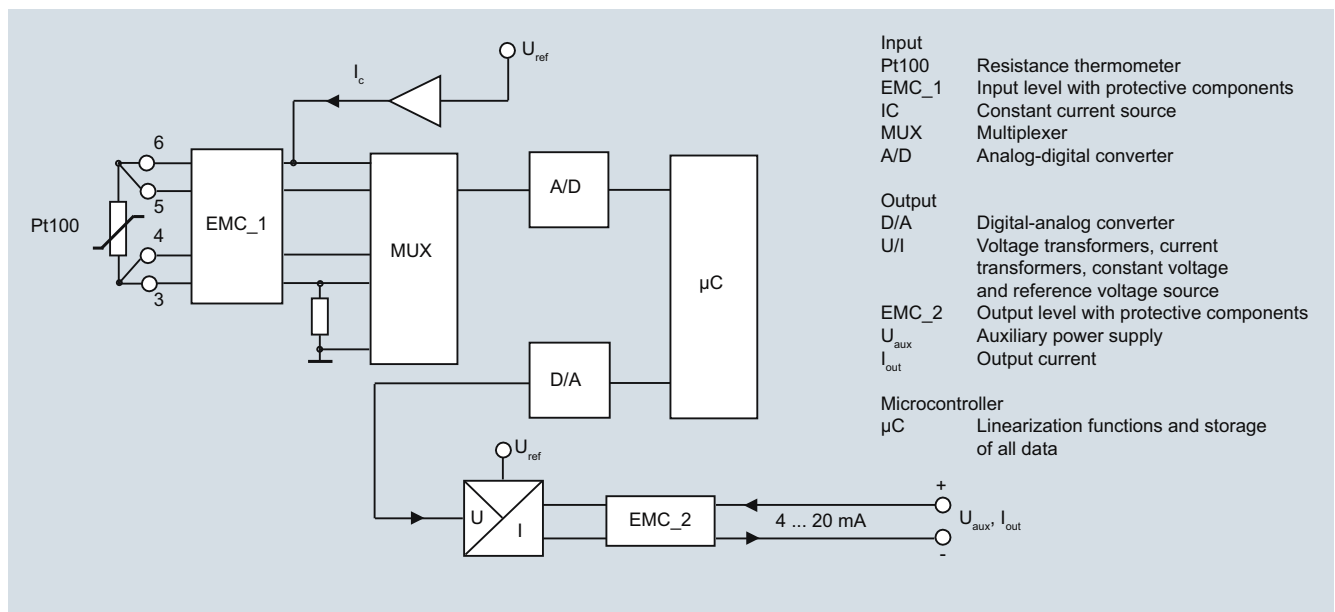 U_ref
I_c
6
5
4
3
Pt100
EMC_1
MUX
A/D
µC
D/A
U_ref
U
I
EMC_2
4 ... 20 mA
+
U_aux, I_out
-
Input
Pt100 Resistance thermometer
EMC_1 Input level with protective components
IC Constant current source
MUX Multiplexer
A/D Analog-digital converter
Output
D/A Digital-analog converter
U/I Voltage transformers, current
transformers, constant voltage
and reference voltage source
EMC_2 Output level with protective components
U_aux Auxiliary power supply
I_out Output current
Microcontroller
µC Linearization functions and storage
of all data